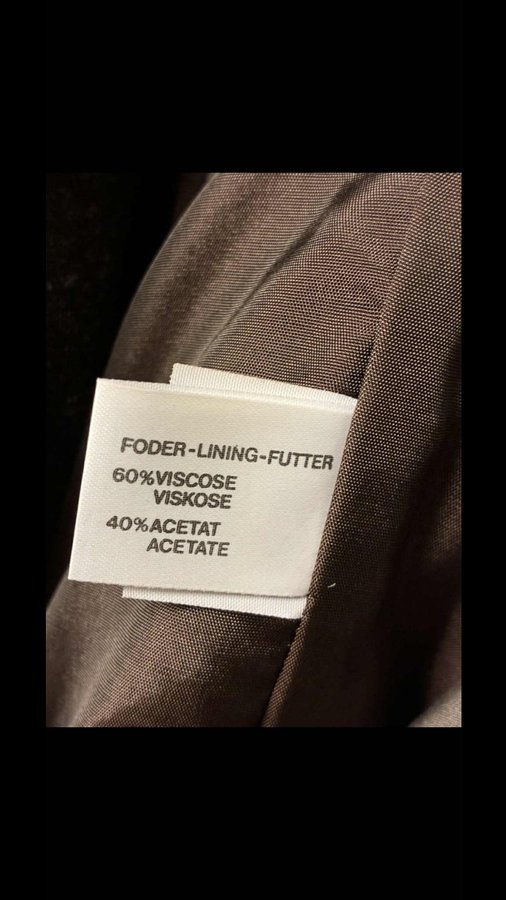 FODER-LINING-FUTTER
60%VISCOSE
VISKOSE
40%ACETAT
ACETATE